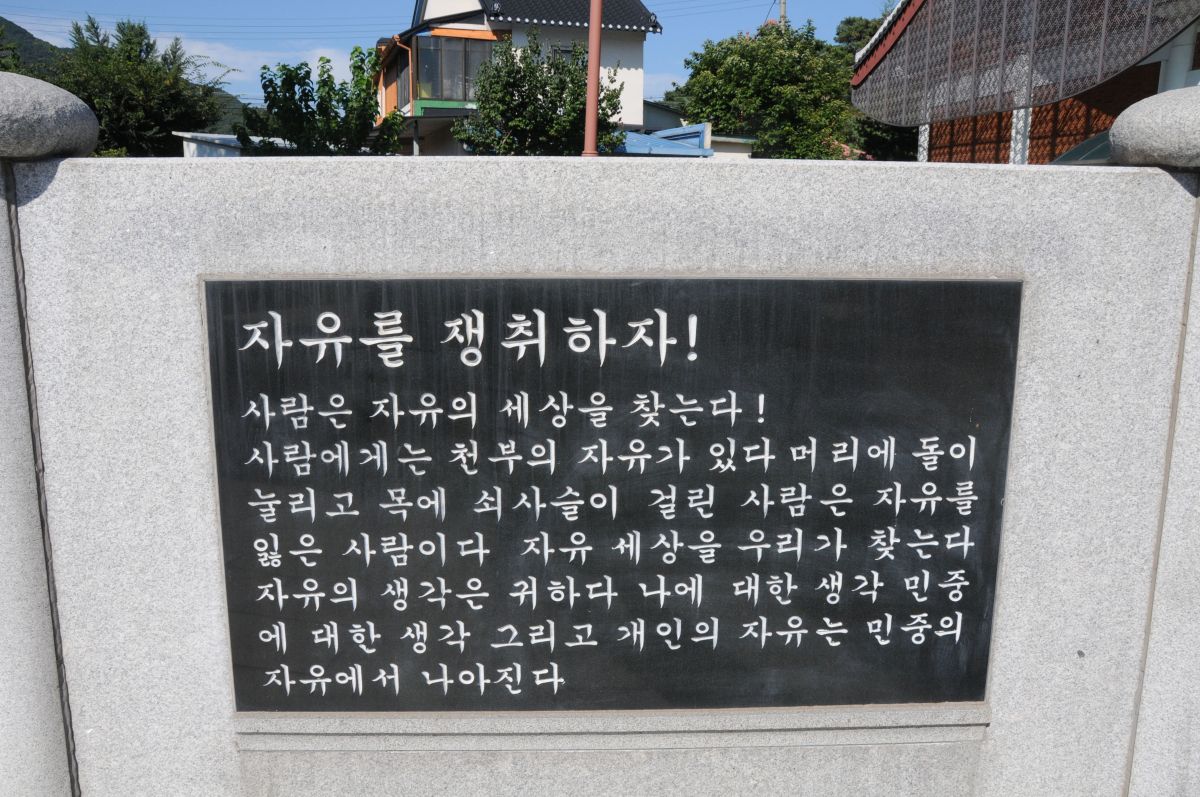 자유를 쟁취하자!
사람은 자유의 세상을 찾는다!
사람에게는 천부의 자유가 있다 머리에 돌이
눌리고 목에 쇠사슬이 걸린 사람은 자유를
잃은 사람이다 자유 세상을 우리가 찾는다
자유의 생각은 귀하다 나에 대한 생각 민중
에 대한 생각 그리고 개인의 자유는 민중의
자유에서 나아진다